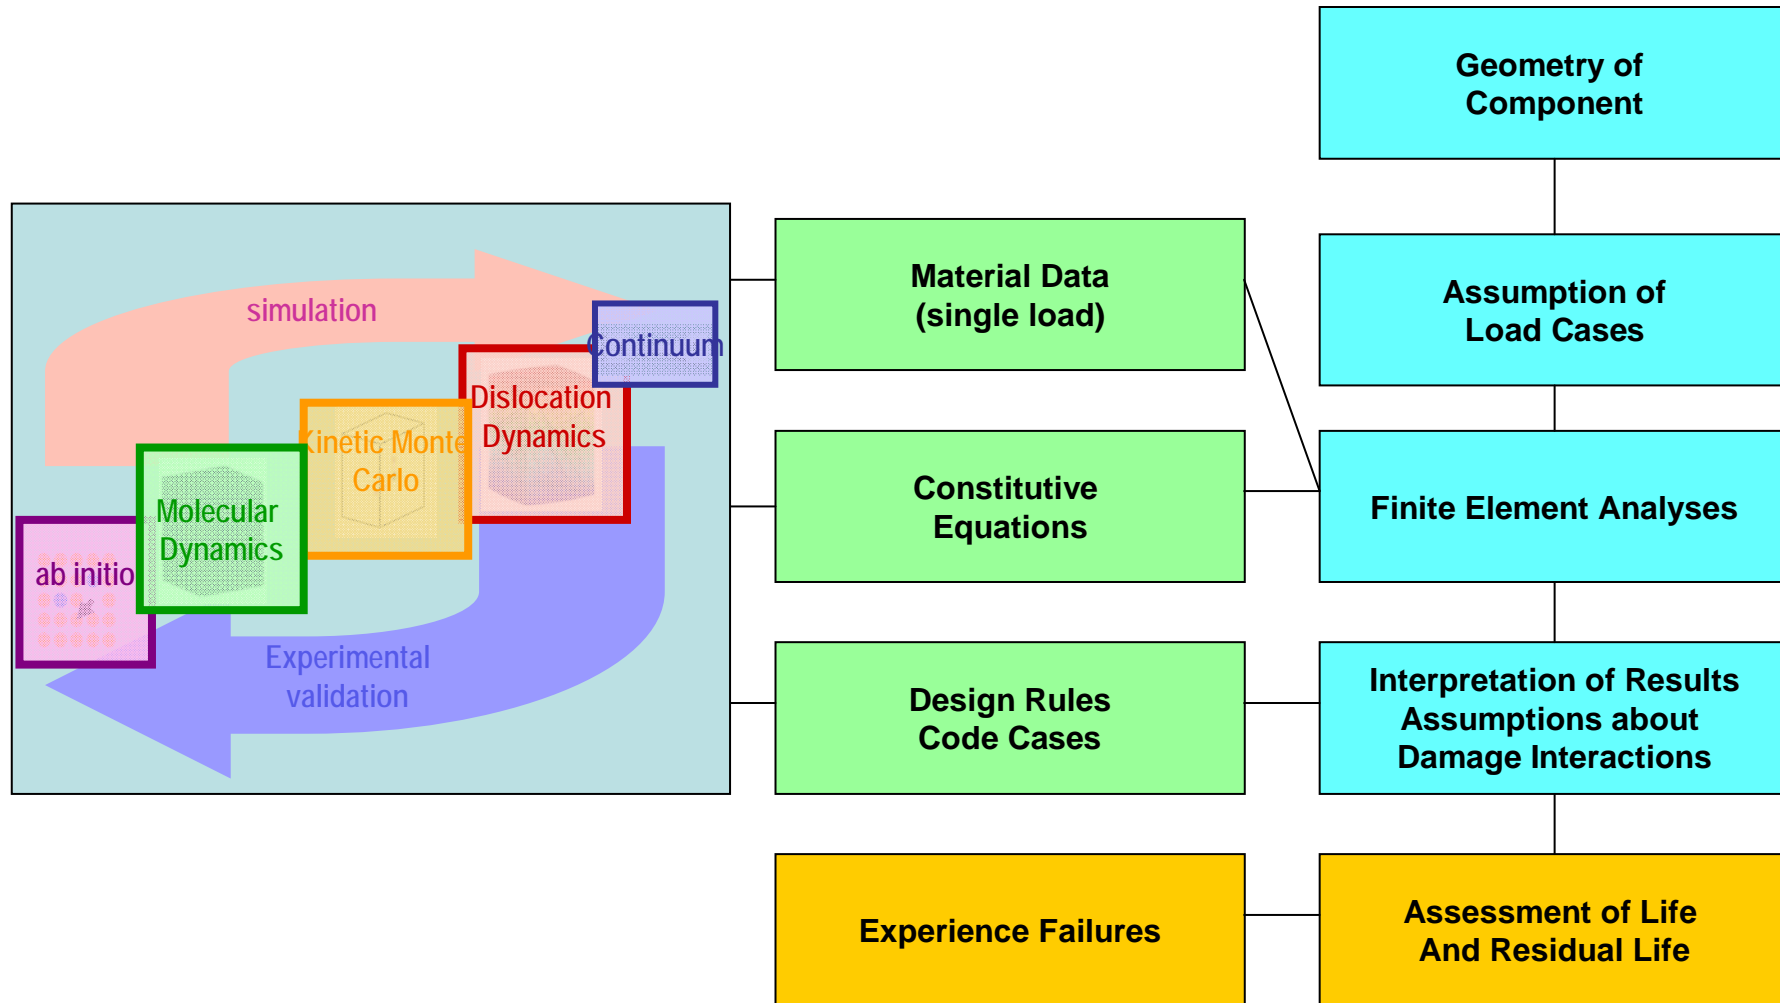 Geometry of
Component
simulation
Continuum
Dislocation
Dynamics
Kinetic Monte
Carlo
Molecular
Dynamics
ab initio
Experimental
validation
Material Data
(single load)
Assumption of
Load Cases
Constitutive
Equations
Finite Element Analyses
Design Rules
Code Cases
Interpretation of Results
Assumptions about
Damage Interactions
Experience Failures
Assessment of Life
And Residual Life